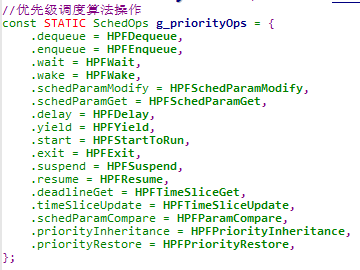 //优先级调度算法操作
const STATIC SchedOps g_priorityOps = {
    .dequeue = HPFDequeue,
    .enqueue = HPFEnqueue,
    .wait = HPFWait,
    .wake = HPFWake,
    .schedParamModify = HPFSchedParamModify,
    .schedParamGet = HPFSchedParamGet,
    .delay = HPFDelay,
    .yield = HPFYield,
    .start = HPFStartToRun,
    .exit = HPFExit,
    .suspend = HPFSuspend,
    .resume = HPFResume,
    .deadlineGet = HPFTimeSliceGet,
    .timeSliceUpdate = HPFTimeSliceUpdate,
    .schedParamCompare = HPFParamCompare,
    .priorityInheritance = HPFPriorityInheritance,
    .priorityRestore = HPFPriorityRestore,
};